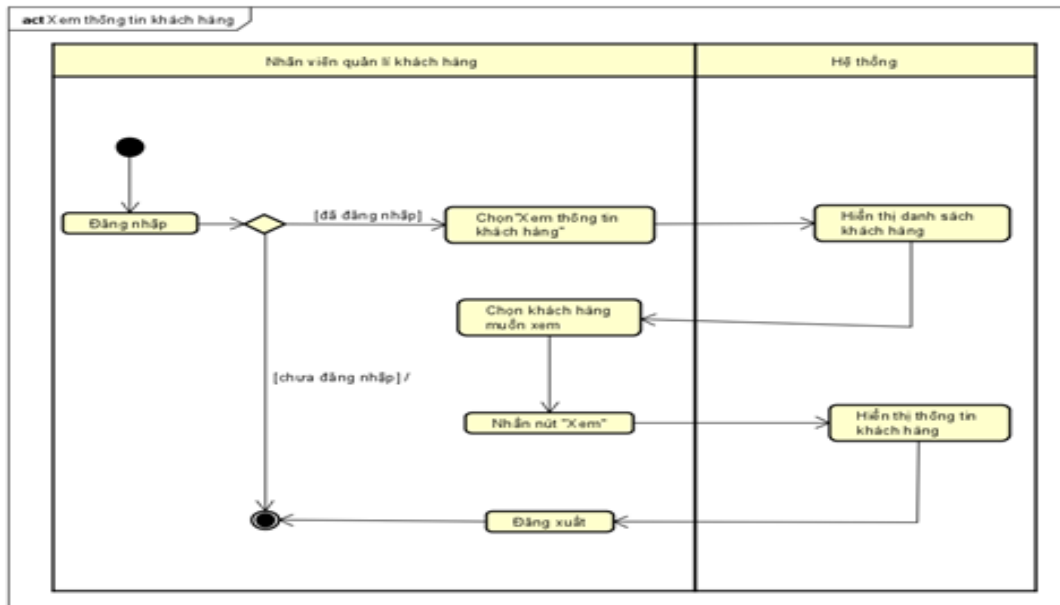 act Xem thông tin khách hàng
Nhân viên quản lí khách hàng
Hệ thống
Đăng nhập
[đã đăng nhập]
Chọn"Xem thông tin
khách hàng"
Hiển thị danh sách
khách hàng
Chọn khách hàng
muốn xem
[chưa đăng nhập] /
Nhấn nút "Xem"
Hiển thị thông tin
khách hàng
Đăng xuất